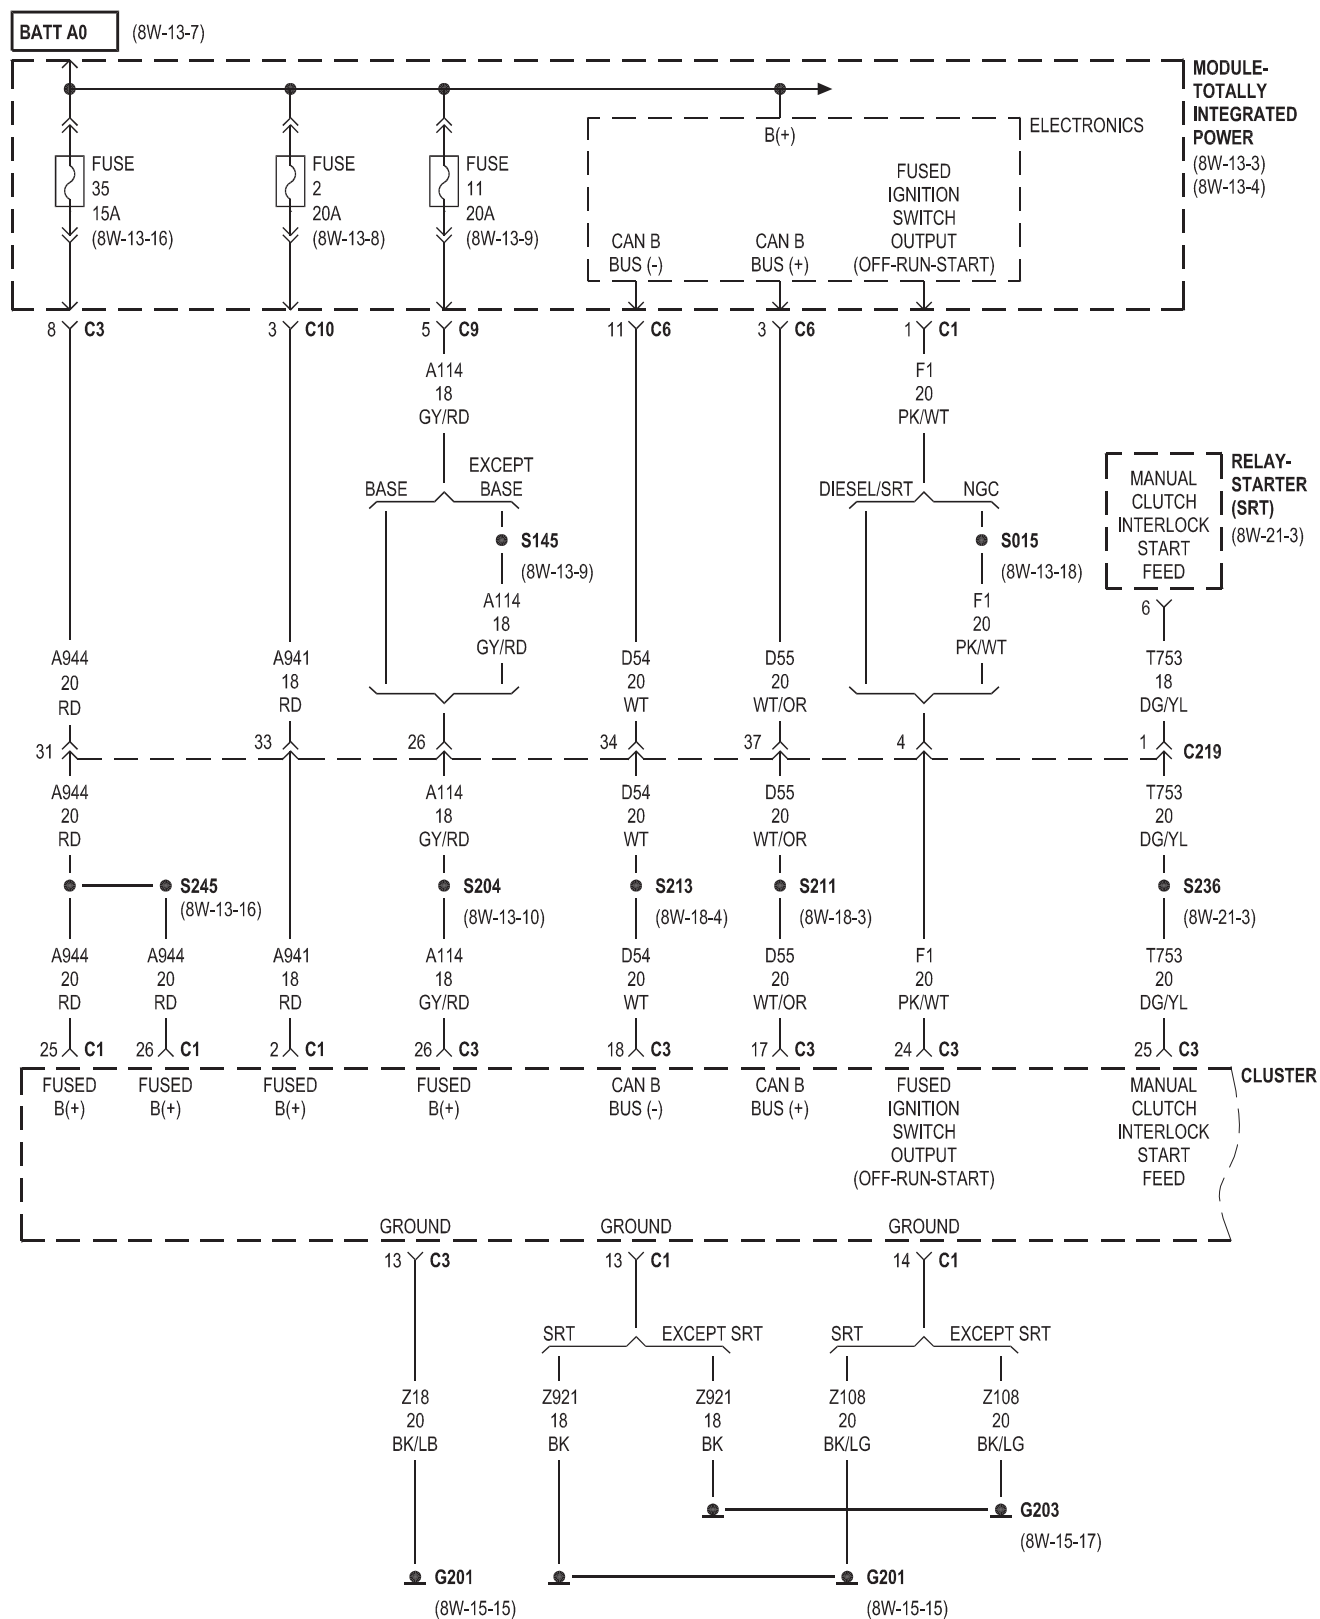 BATT A0 (8W-13-7)
MODULE-
TOTALLY
INTEGRATED
POWER
(8W-13-3)
(8W-13-4)
ELECTRONICS
B(+)
FUSE
35
15A
(8W-13-16)
FUSE
2
20A
(8W-13-8)
FUSE
11
20A
(8W-13-9)
CAN B
BUS (-)
CAN B
BUS (+)
FUSED
IGNITION
SWITCH
OUTPUT
(OFF-RUN-START)
8 C3 3 C10 5 C9 11 C6 3 C6 1 C1
A114
18
GY/RD
F1
20
PK/WT
BASE
EXCEPT
BASE
S145
(8W-13-9)
A114
18
GY/RD
DIESEL/SRT NGC
S015
(8W-13-18)
F1
20
PK/WT
MANUAL
CLUTCH
INTERLOCK
START
FEED
RELAY-
STARTER
(SRT)
(8W-21-3)
6
A944 A941 D54 D55 T753
20 18 20 20 18
RD RD WT WT/OR DG/YL
31 33 26 34 37 4 1 C219
A944 A114 D54 D55 T753
20 18 20 20 20
RD GY/RD WT WT/OR DG/YL
S245 S204 S213 S211 S236
(8W-13-16) (8W-13-10) (8W-18-4) (8W-18-3) (8W-21-3)
A944 A944 A941 A114 D54 D55 F1 T753
20 20 18 18 20 20 20 20
RD RD RD GY/RD WT WT/OR PK/WT DG/YL
25 C1 26 C1 2 C1 26 C3 18 C3 17 C3 24 C3 25 C3
CLUSTER
FUSED
B(+)
FUSED
B(+)
FUSED
B(+)
FUSED
B(+)
CAN B
BUS (-)
CAN B
BUS (+)
FUSED
IGNITION
SWITCH
OUTPUT
(OFF-RUN-START)
MANUAL
CLUTCH
INTERLOCK
START
FEED
GROUND GROUND GROUND
13 C3 13 C1 14 C1
SRT EXCEPT SRT SRT EXCEPT SRT
Z18 Z921 Z921 Z108 Z108
20 18 18 20 20
BK/LB BK BK BK/LG BK/LG
G203
(8W-15-17)
G201 G201
(8W-15-15) (8W-15-15)